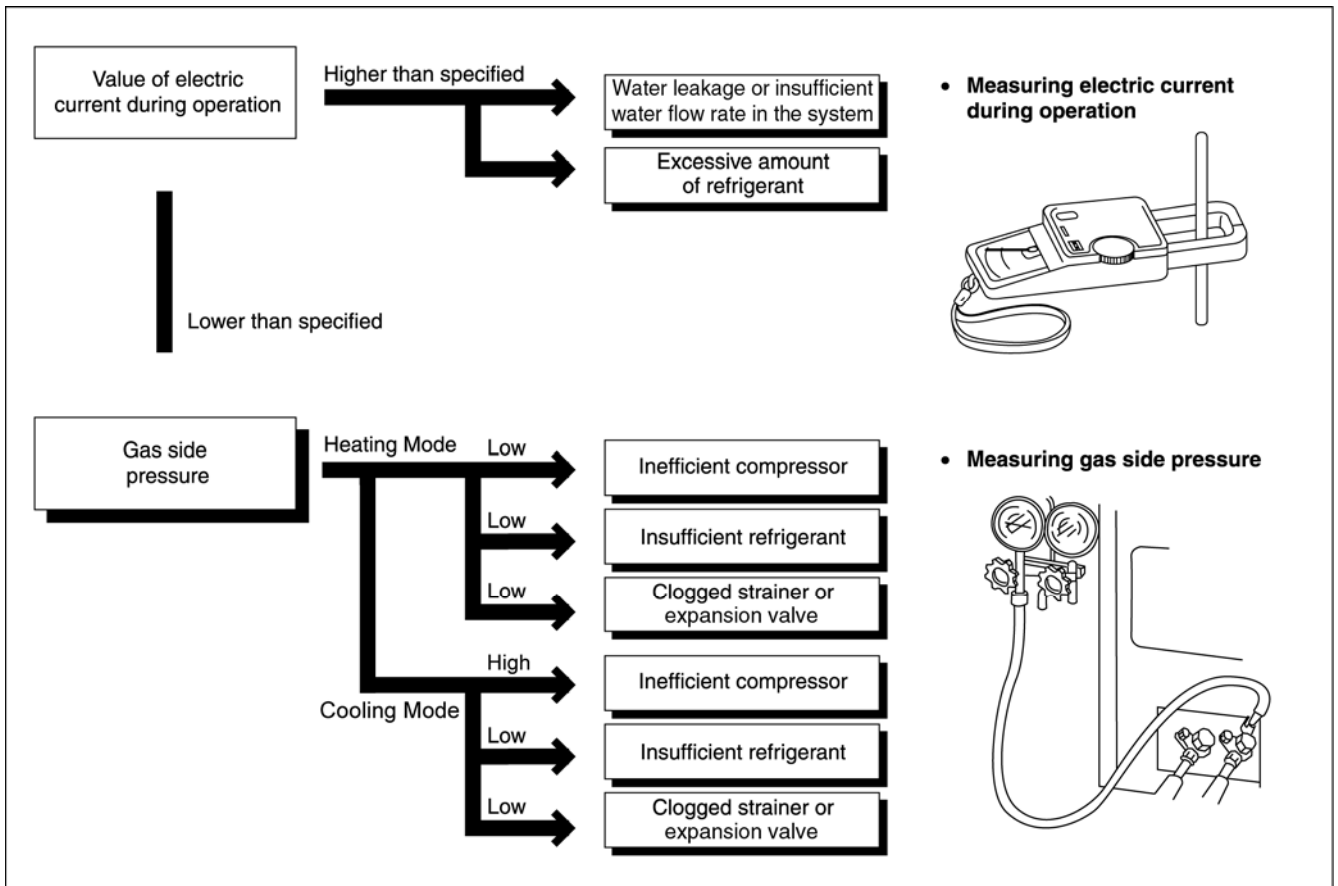 Value of electric
current during operation
Higher than specified
Water leakage or insufficient
water flow rate in the system
Excessive amount
of refrigerant
• Measuring electric current
during operation
Lower than specified
Gas side
pressure
Heating Mode
Low
Inefficient compressor
Low
Insufficient refrigerant
Low
Clogged strainer or
expansion valve
Cooling Mode
High
Inefficient compressor
Low
Insufficient refrigerant
Low
Clogged strainer or
expansion valve
• Measuring gas side pressure